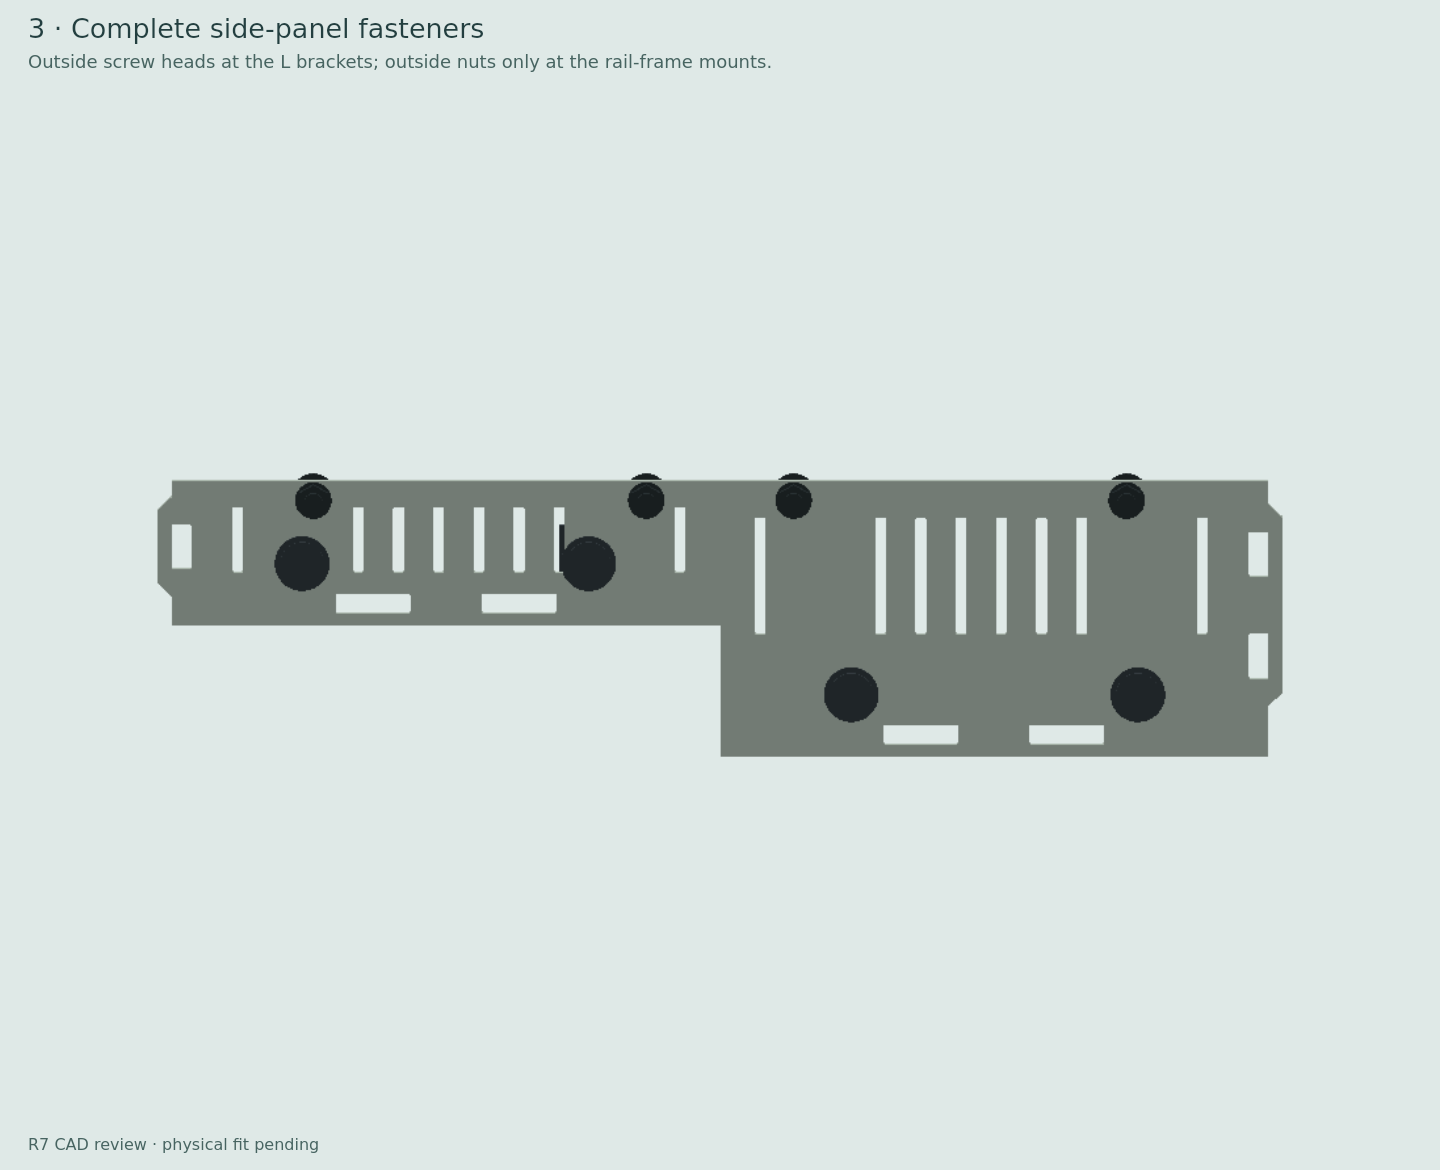 3 · Complete side-panel fasteners
Outside screw heads at the L brackets; outside nuts only at the rail-frame mounts.
R7 CAD review · physical fit pending